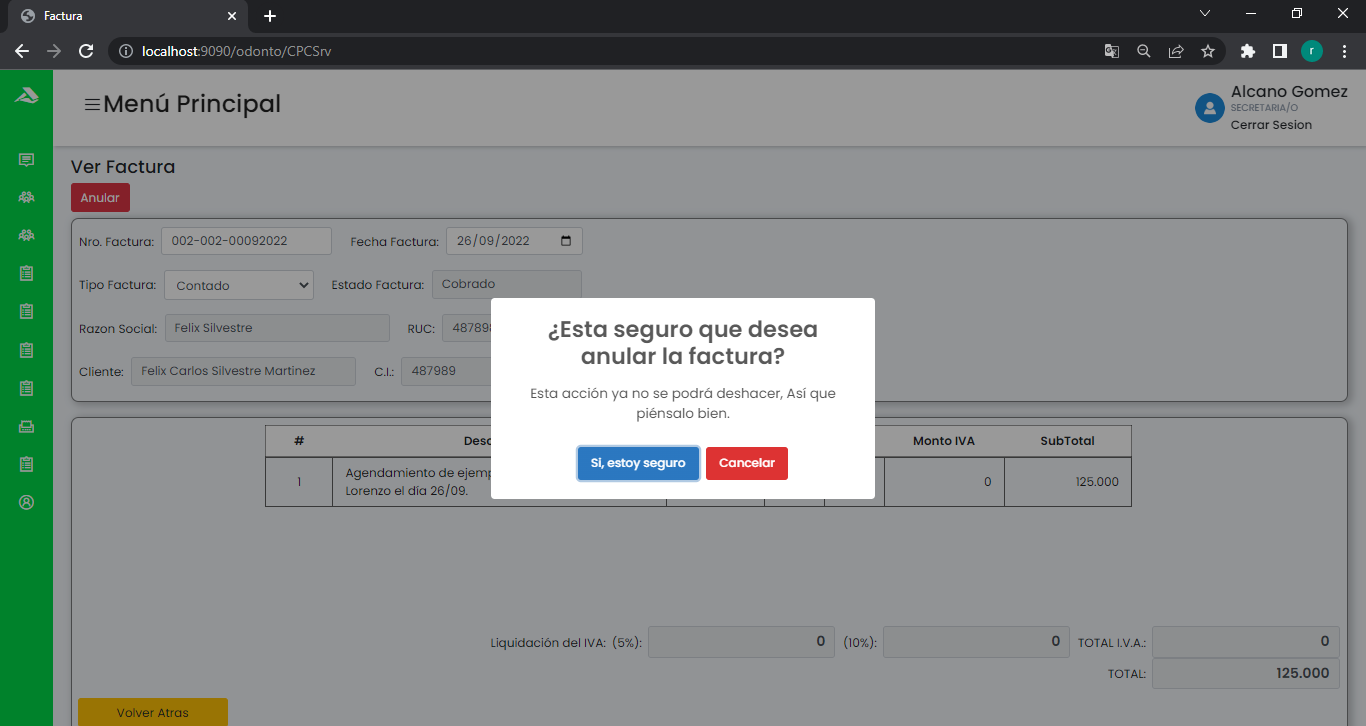 Factura
localhost:9090/odonto/CPCSrv
r
Menú Principal
Alcano Gomez
SECRETARIA/O
Cerrar Sesion
Ver Factura
Anular
Nro. Factura: 002-002-00092022 Fecha Factura: 26/09/2022
Tipo Factura: Contado Estado Factura: Cobrado
Razon Social: Felix Silvestre RUC: 48789
Cliente: Felix Carlos Silvestre Martinez C.I.: 487989
¿Esta seguro que desea
anular la factura?
Esta acción ya no se podrá deshacer, Así que
piénsalo bien.
Si, estoy seguro Cancelar
# Desc Monto IVA SubTotal
1 Agendamiento de ejemp 0 125.000
Lorenzo el día 26/09.
Liquidación del IVA: (5%): 0 (10%): 0 TOTAL I.V.A.: 0
TOTAL: 125.000
Volver Atras